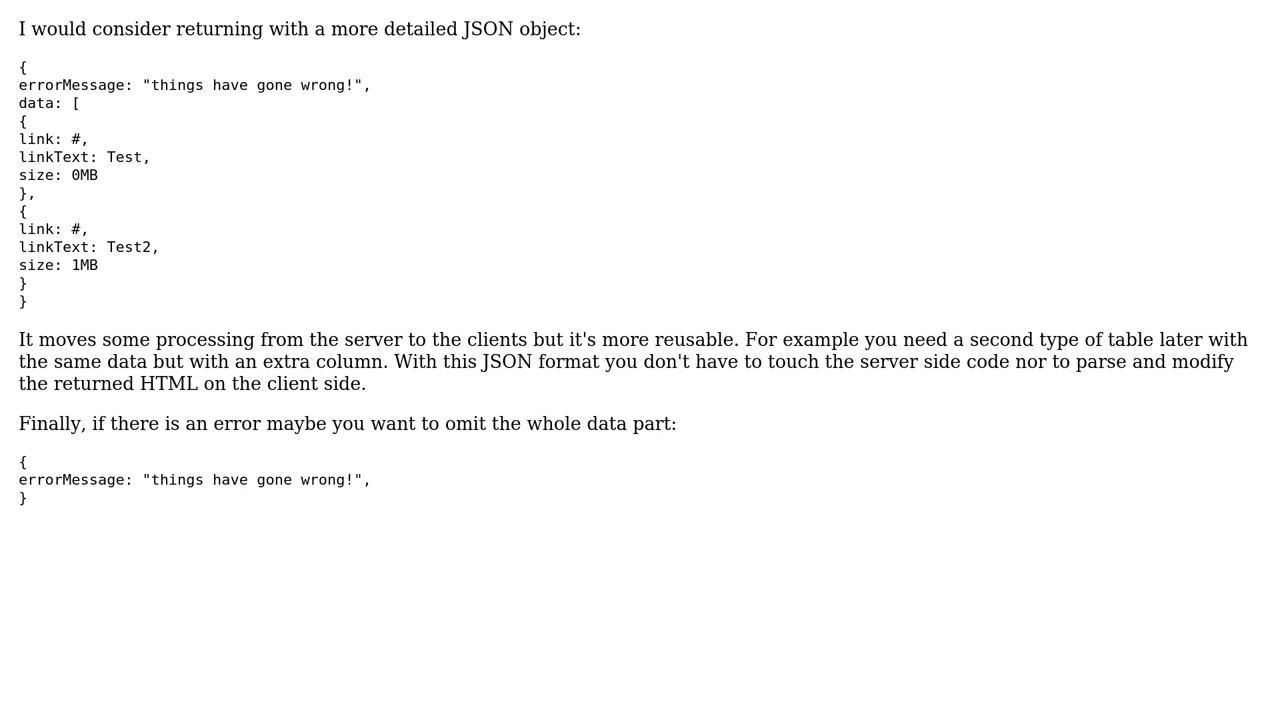 I would consider returning with a more detailed JSON object:
{
errorMessage: "things have gone wrong!",
data: [
{
link: #,
linkText: Test,
size: 0MB
},
{
link: #,
linkText: Test2,
size: 1MB
}
}
It moves some processing from the server to the clients but it's more reusable. For example you need a second type of table later with
the same data but with an extra column. With this JSON format you don't have to touch the server side code nor to parse and modify
the returned HTML on the client side.
Finally, if there is an error maybe you want to omit the whole data part:
{
errorMessage: "things have gone wrong!",
}